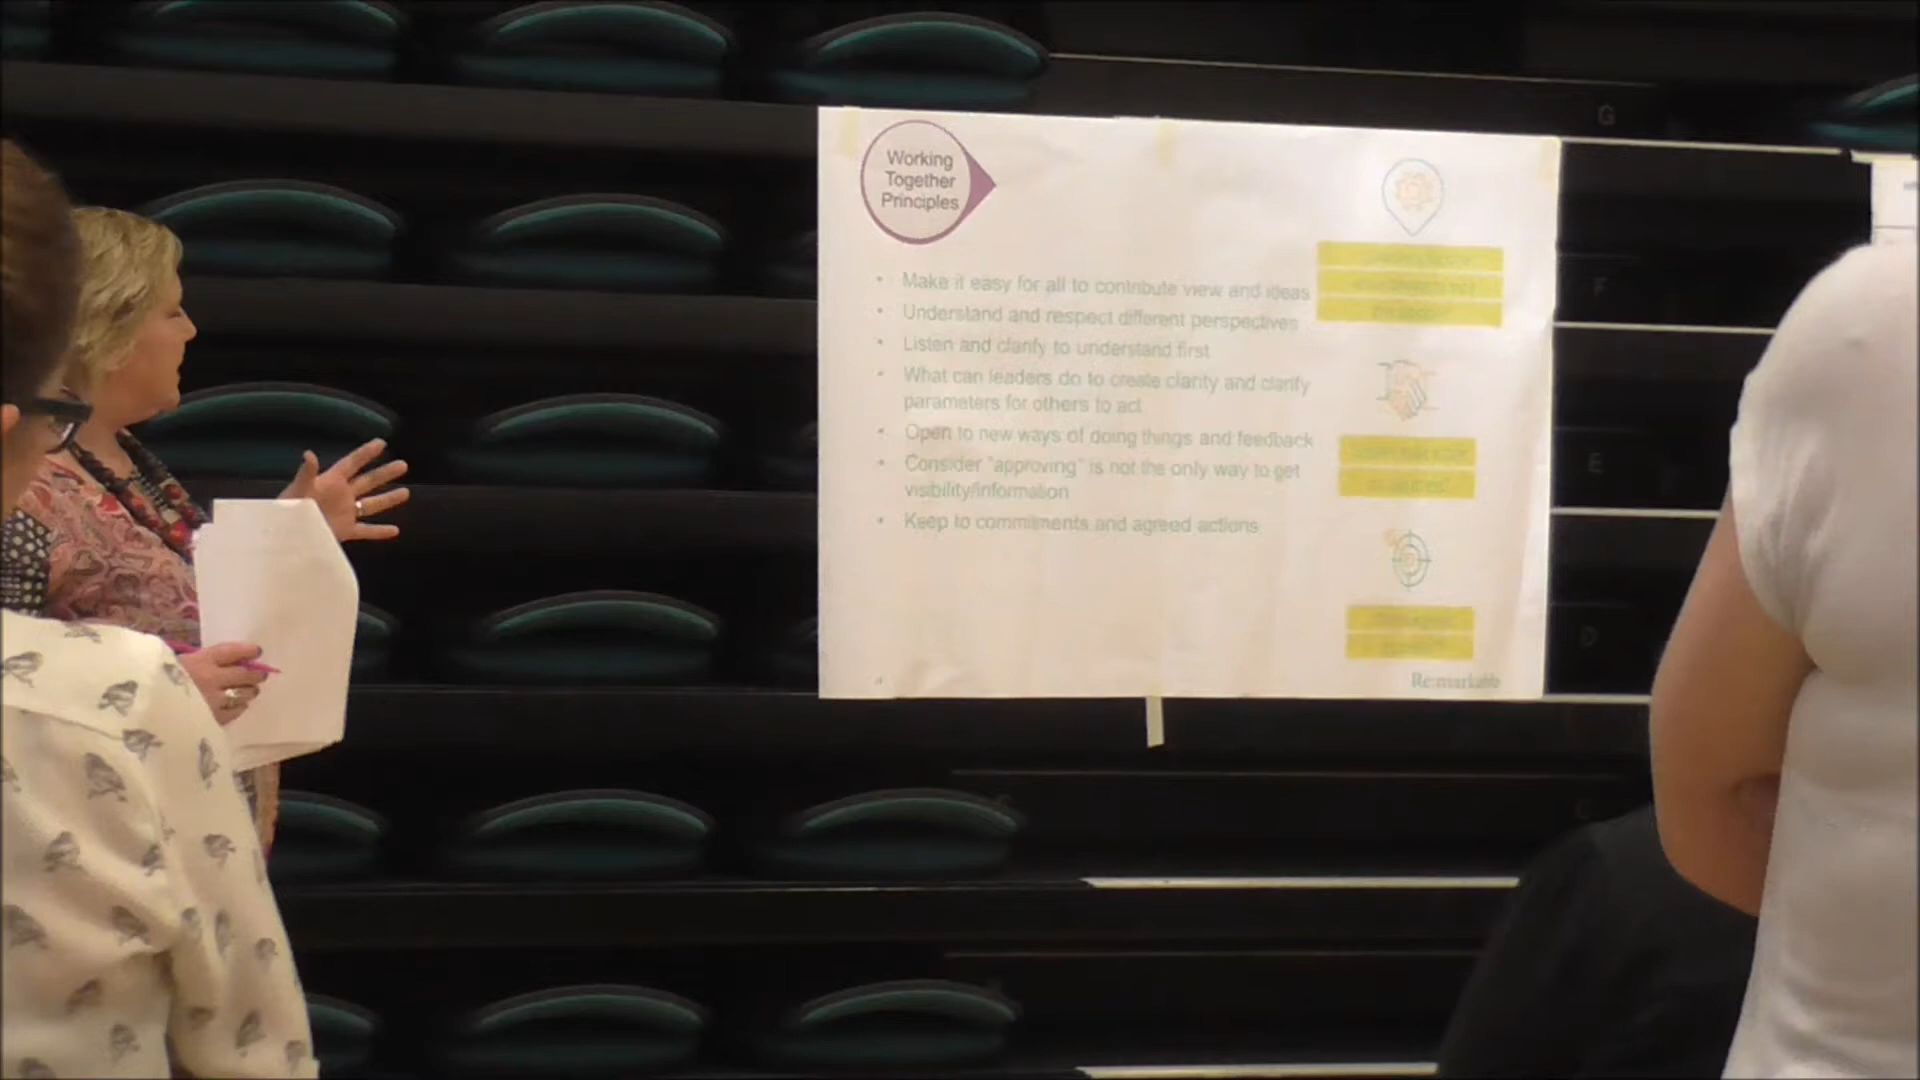 G
Working
Together
Principles
• Make it easy for all to contribute view and ideas
• Understand and respect different perspectives
F
• Listen and clarify to understand first
• What can leaders do to create clarity and clarify
parameters for others to act
• Open to new ways of doing things and feedback
• Consider "approving" is not the only way to get
visibility/information
E
• Keep to commitments and agreed actions
D
Re:markable